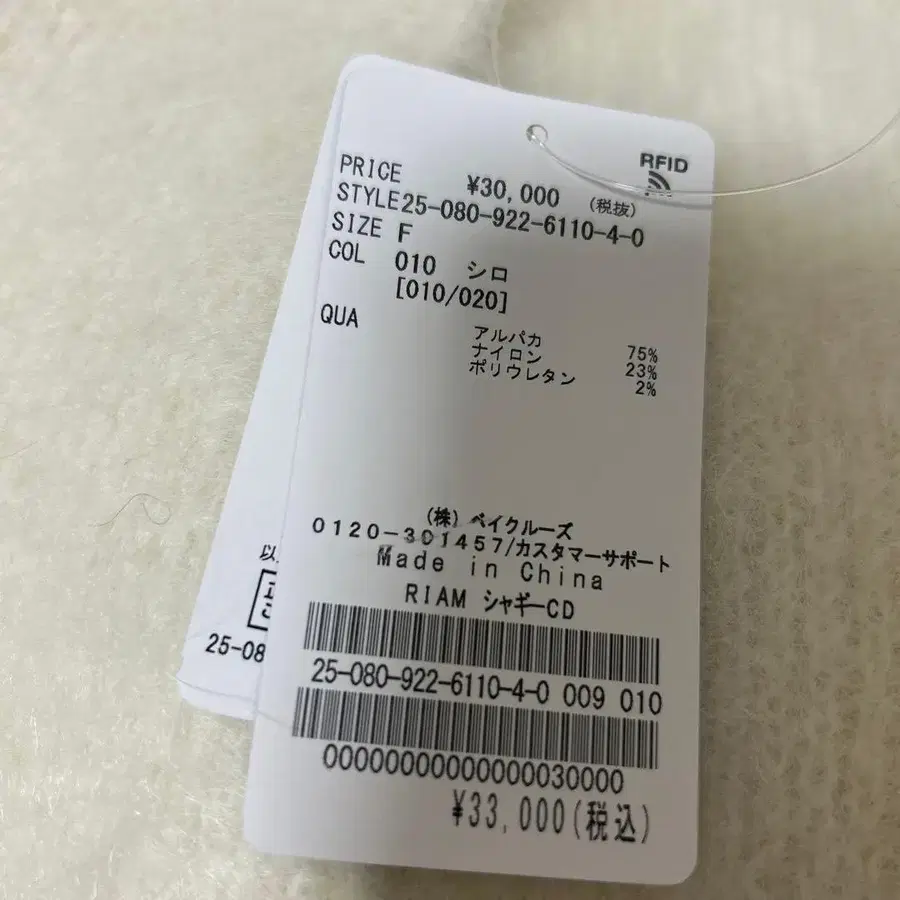 RFID
PRICE ¥30,000 (税抜)
STYLE25-080-922-6110-4-0
SIZE F
COL 010 シロ
[010/020]
QUA アルパカ 75%
ナイロン 23%
ポリウレタン 2%
(株) ベイクルーズ
0120-301457/カスタマーサポート
Made in China
RIAM シャギーCD
25-080-922-6110-4-0 009 010
00000000000000030000
¥33,000(税込)
以
25-08